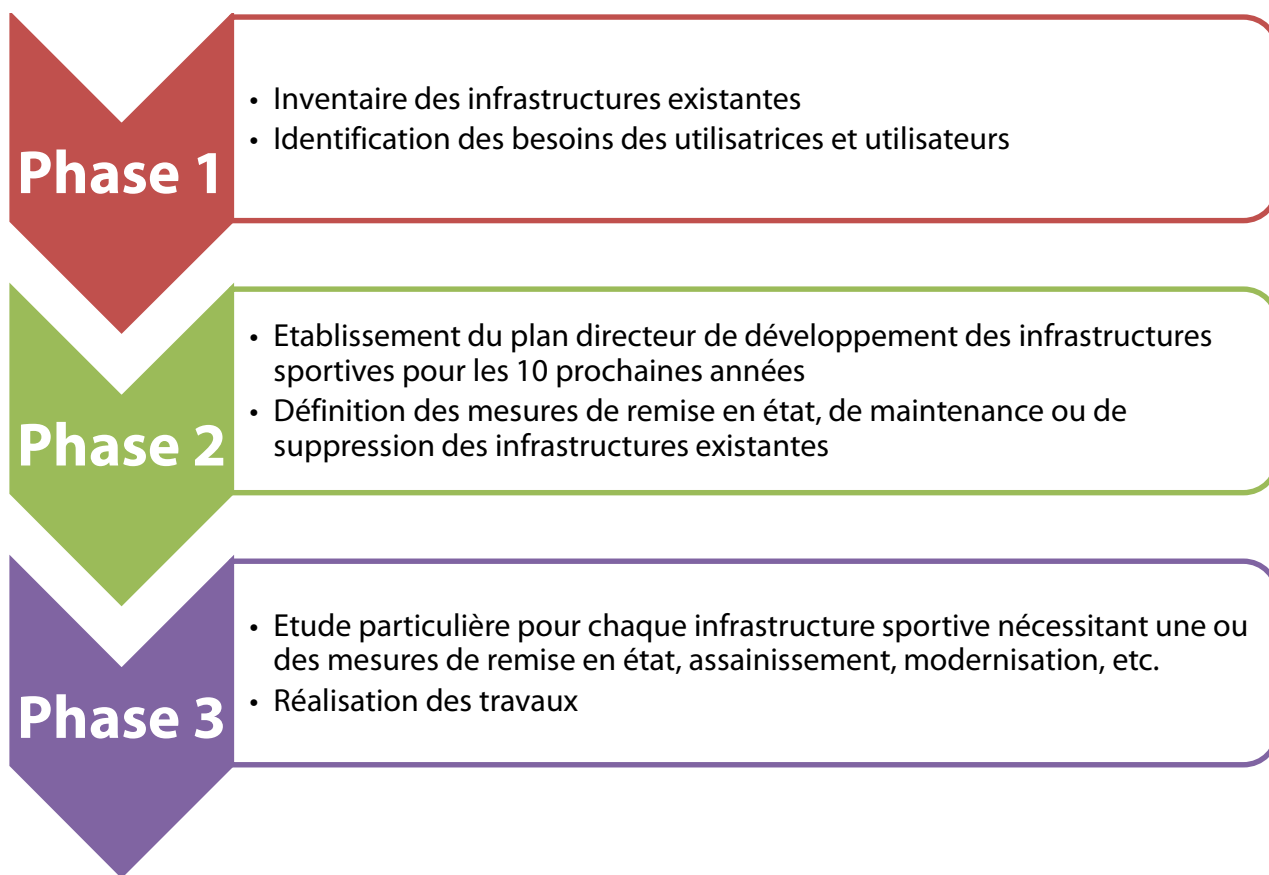 Phase 1
• Inventaire des infrastructures existantes
• Identification des besoins des utilisatrices et utilisateurs
Phase 2
• Etablissement du plan directeur de développement des infrastructures
sportives pour les 10 prochaines années
• Définition des mesures de remise en état, de maintenance ou de
suppression des infrastructures existantes
Phase 3
• Etude particulière pour chaque infrastructure sportive nécessitant une ou
des mesures de remise en état, assainissement, modernisation, etc.
• Réalisation des travaux